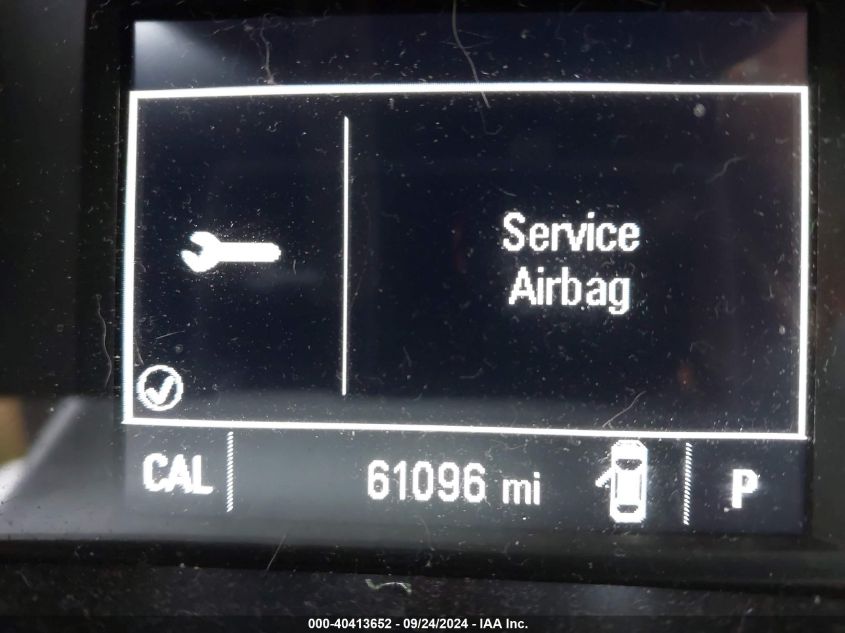 Service
Airbag
CAL
61096 mi
P
000-40413652 - 09/24/2024 - IAA Inc.